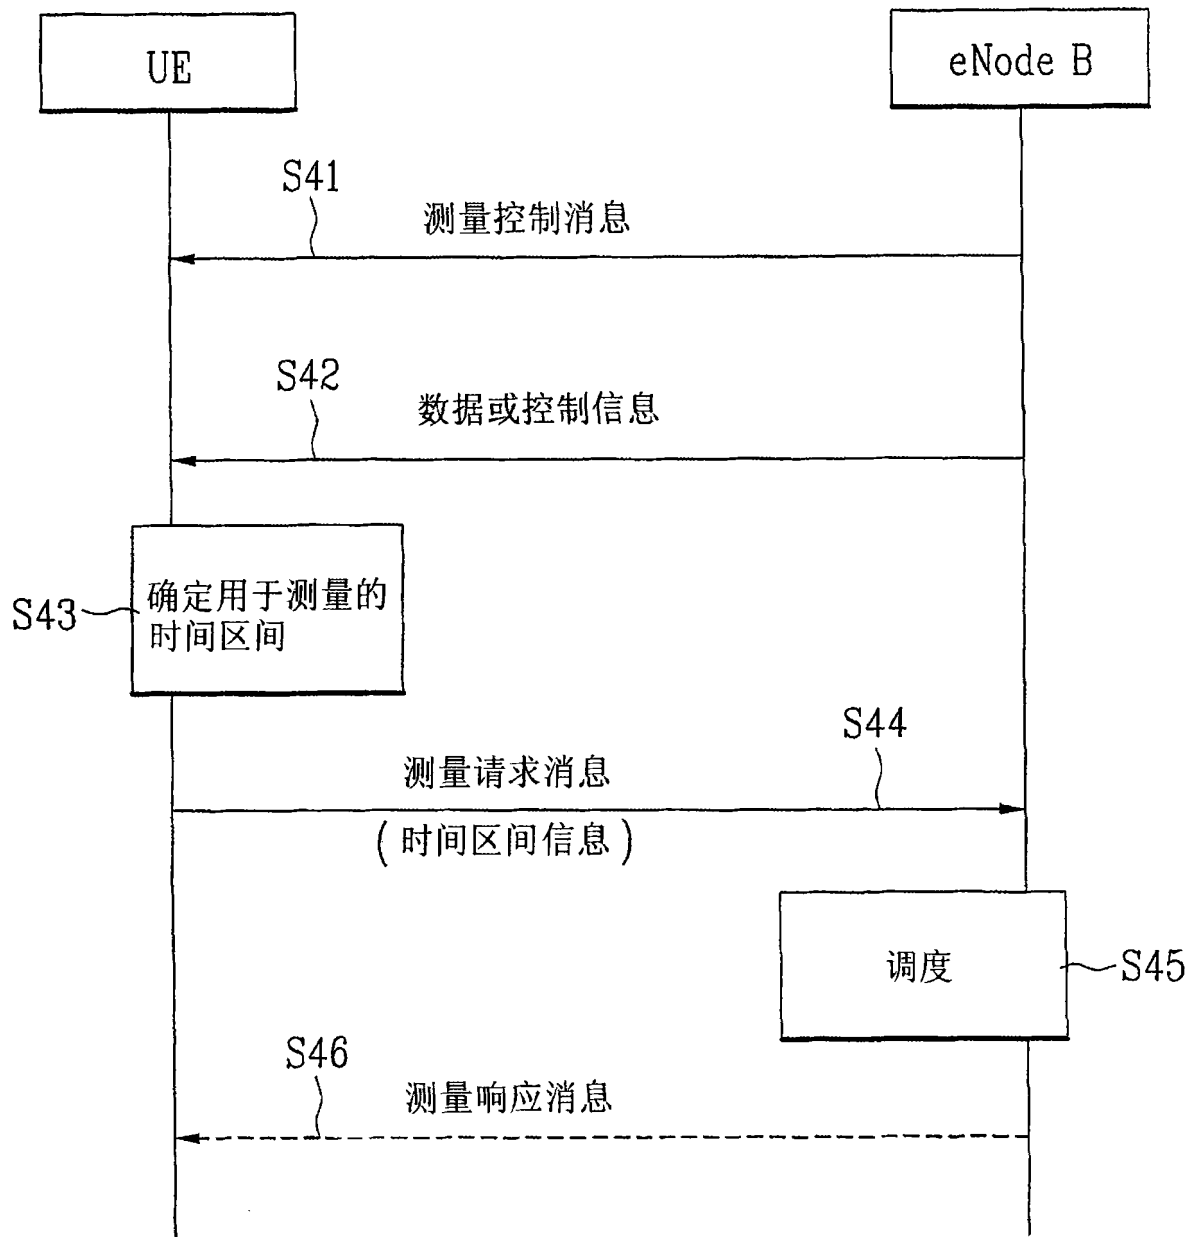 UE
eNode B
S41
测量控制消息
S42
数据或控制信息
S43
确定用于测量的
时间区间
S44
测量请求消息
(时间区间信息)
调度
S45
S46
测量响应消息